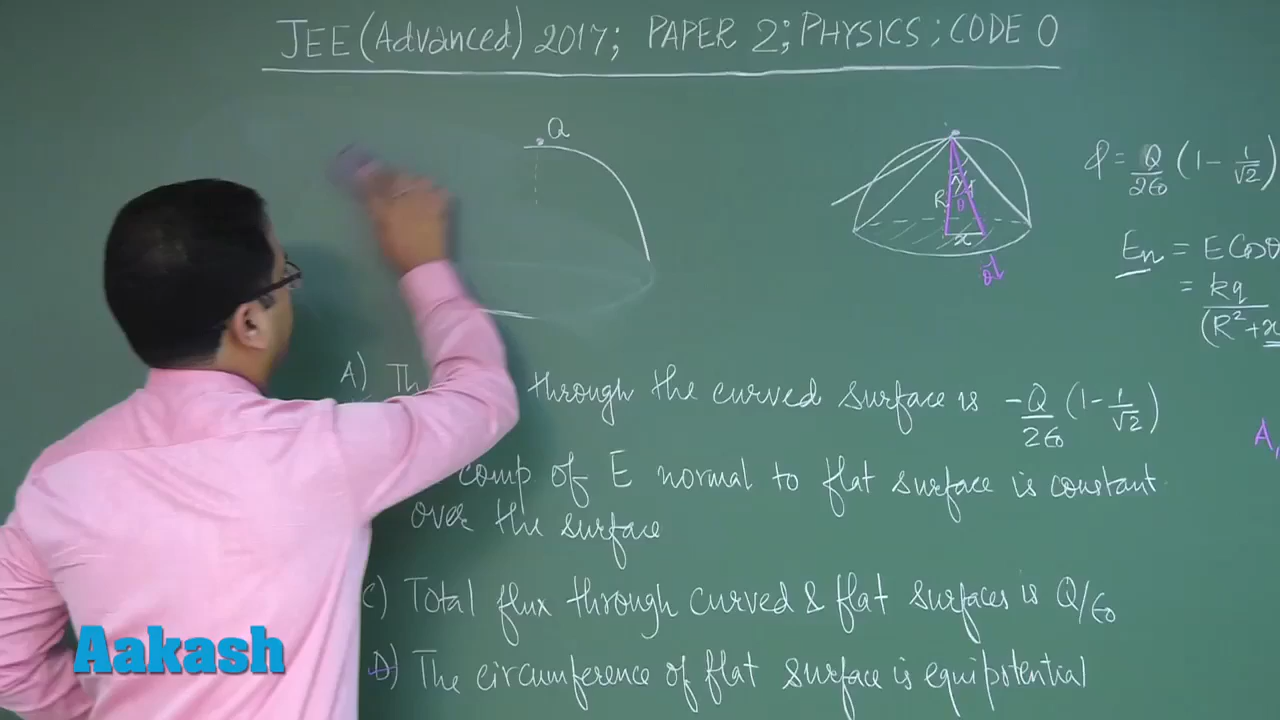 JEE (Advanced) 2017; PAPER 2; PHYSICS; CODE 0
Q
R
θ
x
ϕ = Q/2ϵ₀ (1 - 1/√2)
Eₙ = E Cosθ
= kq
(R² + x
A) Th through the curved surface is -Q/2ϵ₀ (1 - 1/√2)
comp of E normal to flat surface is constant
over the surface
C) Total flux through curved & flat surfaces is Q/ϵ₀
D) The circumference of flat surface is equipotential
Aakash